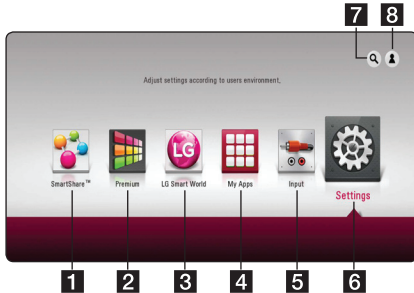 7 8
Adjust settings according to users environment.
LG
SmartShare™ Premium LG Smart World My Apps Input Settings
1 2 3 4 5 6